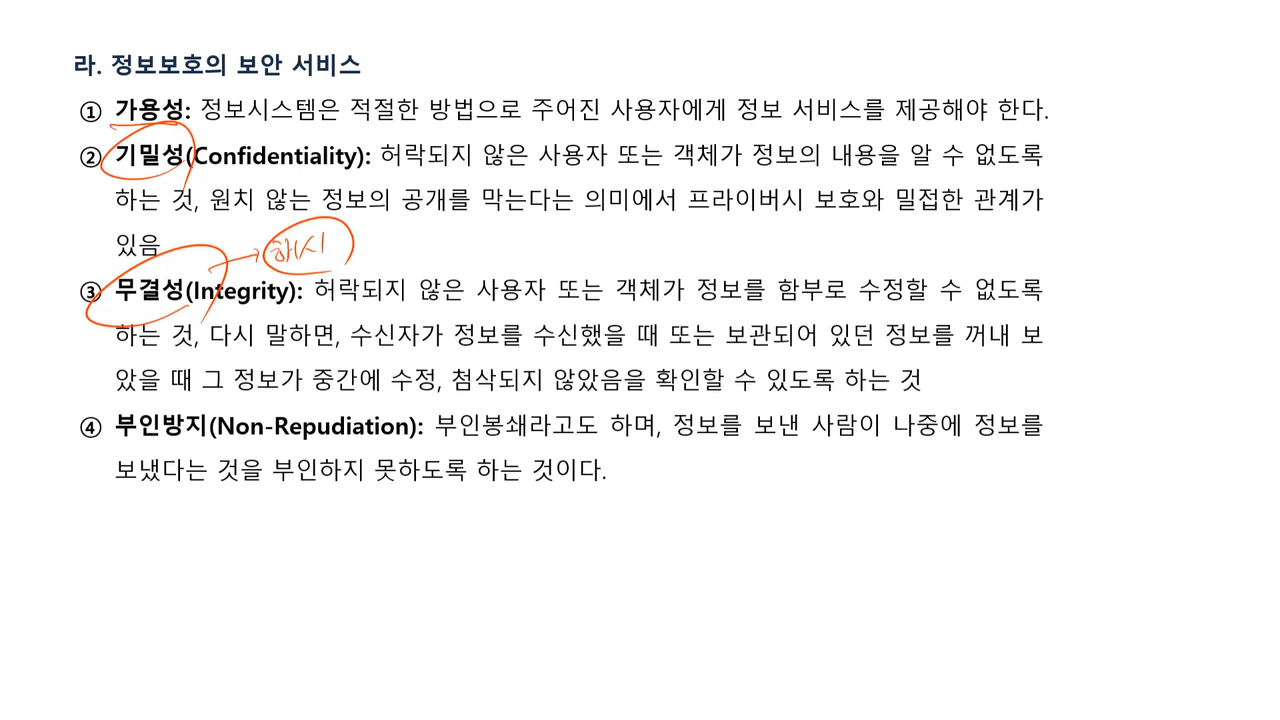 라. 정보보호의 보안 서비스
① 가용성: 정보시스템은 적절한 방법으로 주어진 사용자에게 정보 서비스를 제공해야 한다.
② 기밀성(Confidentiality): 허락되지 않은 사용자 또는 객체가 정보의 내용을 알 수 없도록
하는 것, 원치 않는 정보의 공개를 막는다는 의미에서 프라이버시 보호와 밀접한 관계가
있음
하시
③ 무결성(Integrity): 허락되지 않은 사용자 또는 객체가 정보를 함부로 수정할 수 없도록
하는 것, 다시 말하면, 수신자가 정보를 수신했을 때 또는 보관되어 있던 정보를 꺼내 보
았을 때 그 정보가 중간에 수정, 첨삭되지 않았음을 확인할 수 있도록 하는 것
④ 부인방지(Non-Repudiation): 부인봉쇄라고도 하며, 정보를 보낸 사람이 나중에 정보를
보냈다는 것을 부인하지 못하도록 하는 것이다.